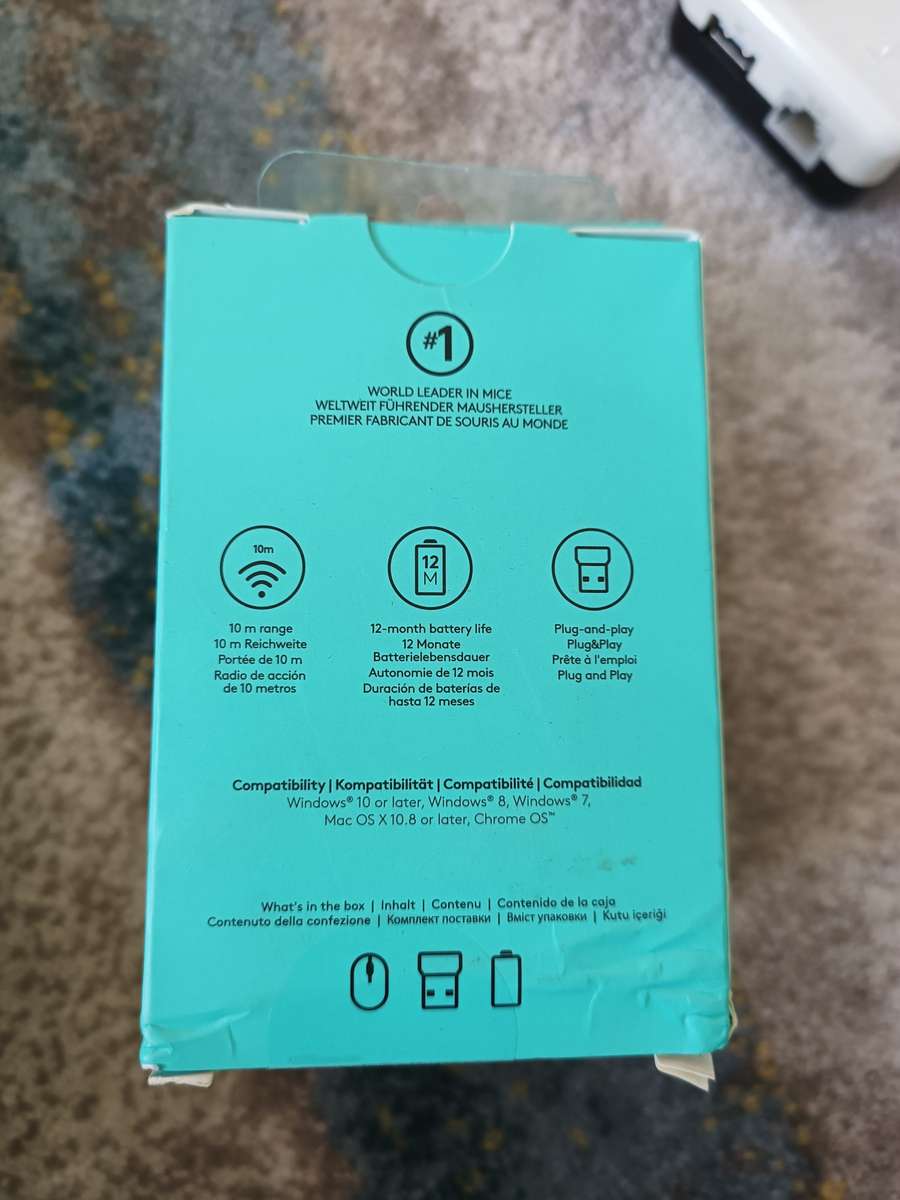 #1
WORLD LEADER IN MICE
WELTWEIT FÜHRENDER MAUSHERSTELLER
PREMIER FABRICANT DE SOURIS AU MONDE
10m
10 m range
10 m Reichweite
Portée de 10 m
Radio de acción
de 10 metros
12
M
12-month battery life
12 Monate
Batterielebensdauer
Autonomie de 12 mois
Duración de baterías de
hasta 12 meses
Plug-and-play
Plug&Play
Prête à l'emploi
Plug and Play
Compatibility | Kompatibilität | Compatibilité | Compatibilidad
Windows® 10 or later, Windows® 8, Windows® 7,
Mac OS X 10.8 or later, Chrome OS™
What's in the box | Inhalt | Contenu | Contenido de la caja
Contenuto della confezione | Комплект поставки | Вміст упаковки | Kutu içeriği